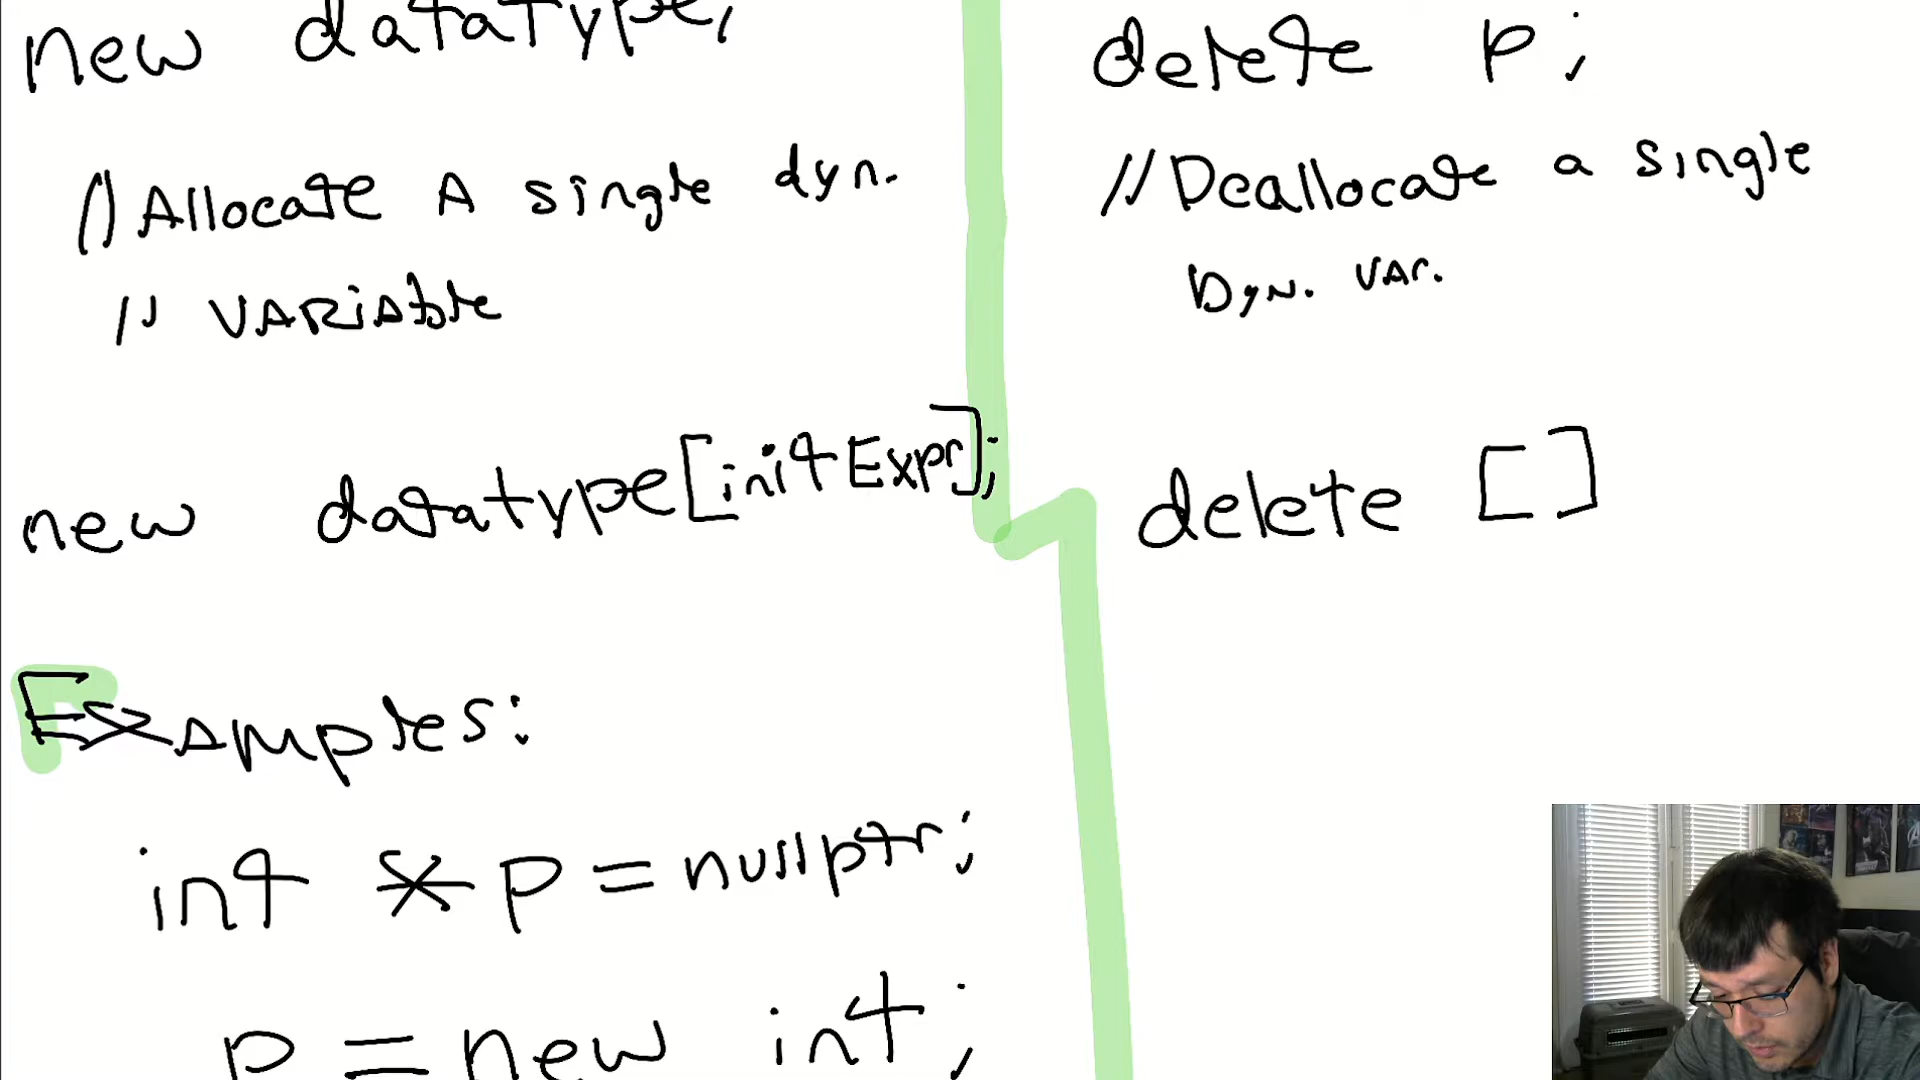 new datatype;
// Allocate A single dyn.
// VARiAble
new datatype[initExpr];
Examples:
int * p = nullptr;
p = new int;
delete p;
// Deallocate a single
Dyn. VAr.
delete []